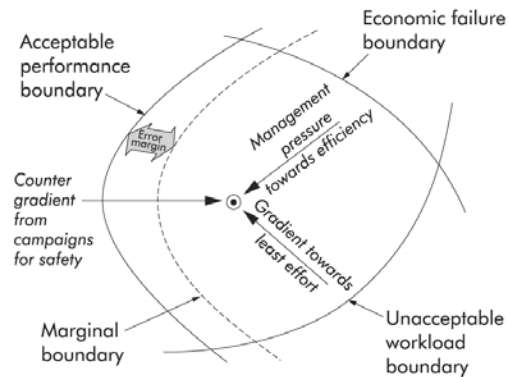 Economic failure
boundary
Acceptable
performance
boundary
Error
margin
Management
pressure
towards efficiency
Counter
gradient
from
campaigns
for safety
Gradient towards
least effort
Marginal
boundary
Unacceptable
workload
boundary